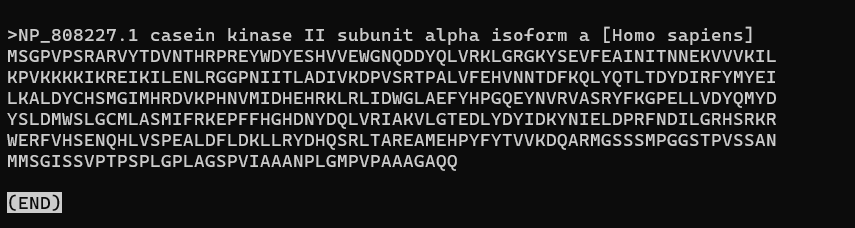 >NP_808227.1 casein kinase II subunit alpha isoform a [Homo sapiens]
MSGPVPSRARVYTDVNTHRPREYWDYESHVVEWGNQDDYQLVRKLGRGKYSEVFEAINITNNEKVVVKIL
KPVKKKKIKREIKILENLRGGPNIITLADIVKDPVSRTPALVFEHVNNTDFKQLYQTLTDYDIRFYMYEI
LKALDYCHSMGIMHRDVKPHNVMIDHEHRKLRLIDWGLAEFYHPGQEYNVRVASRYFKGPELLVDYQMYD
YSLDMWSLGCMLASMIFRKEPFFHGHDNYDQLVRIAKVLGTEDLYDYIDKYNIELDPRFNDILGRHSRKR
WERFVHSENQHLVSPEALDFLDKLLRYDHQSRLTAREAMEHPYFYTVVKDQARMGSSSMPGGSTPVSSAN
MMSGISSVPTPSPLGPLAGSPVIAAANPLGMPVPAAAGAQQ
(END)